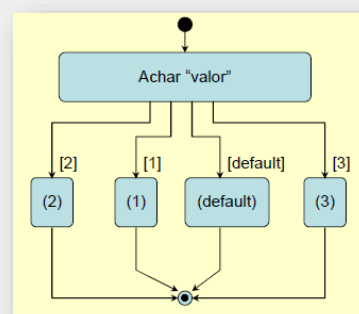 Achar “valor”
[2] [1] [default] [3]
(2) (1) (default) (3)